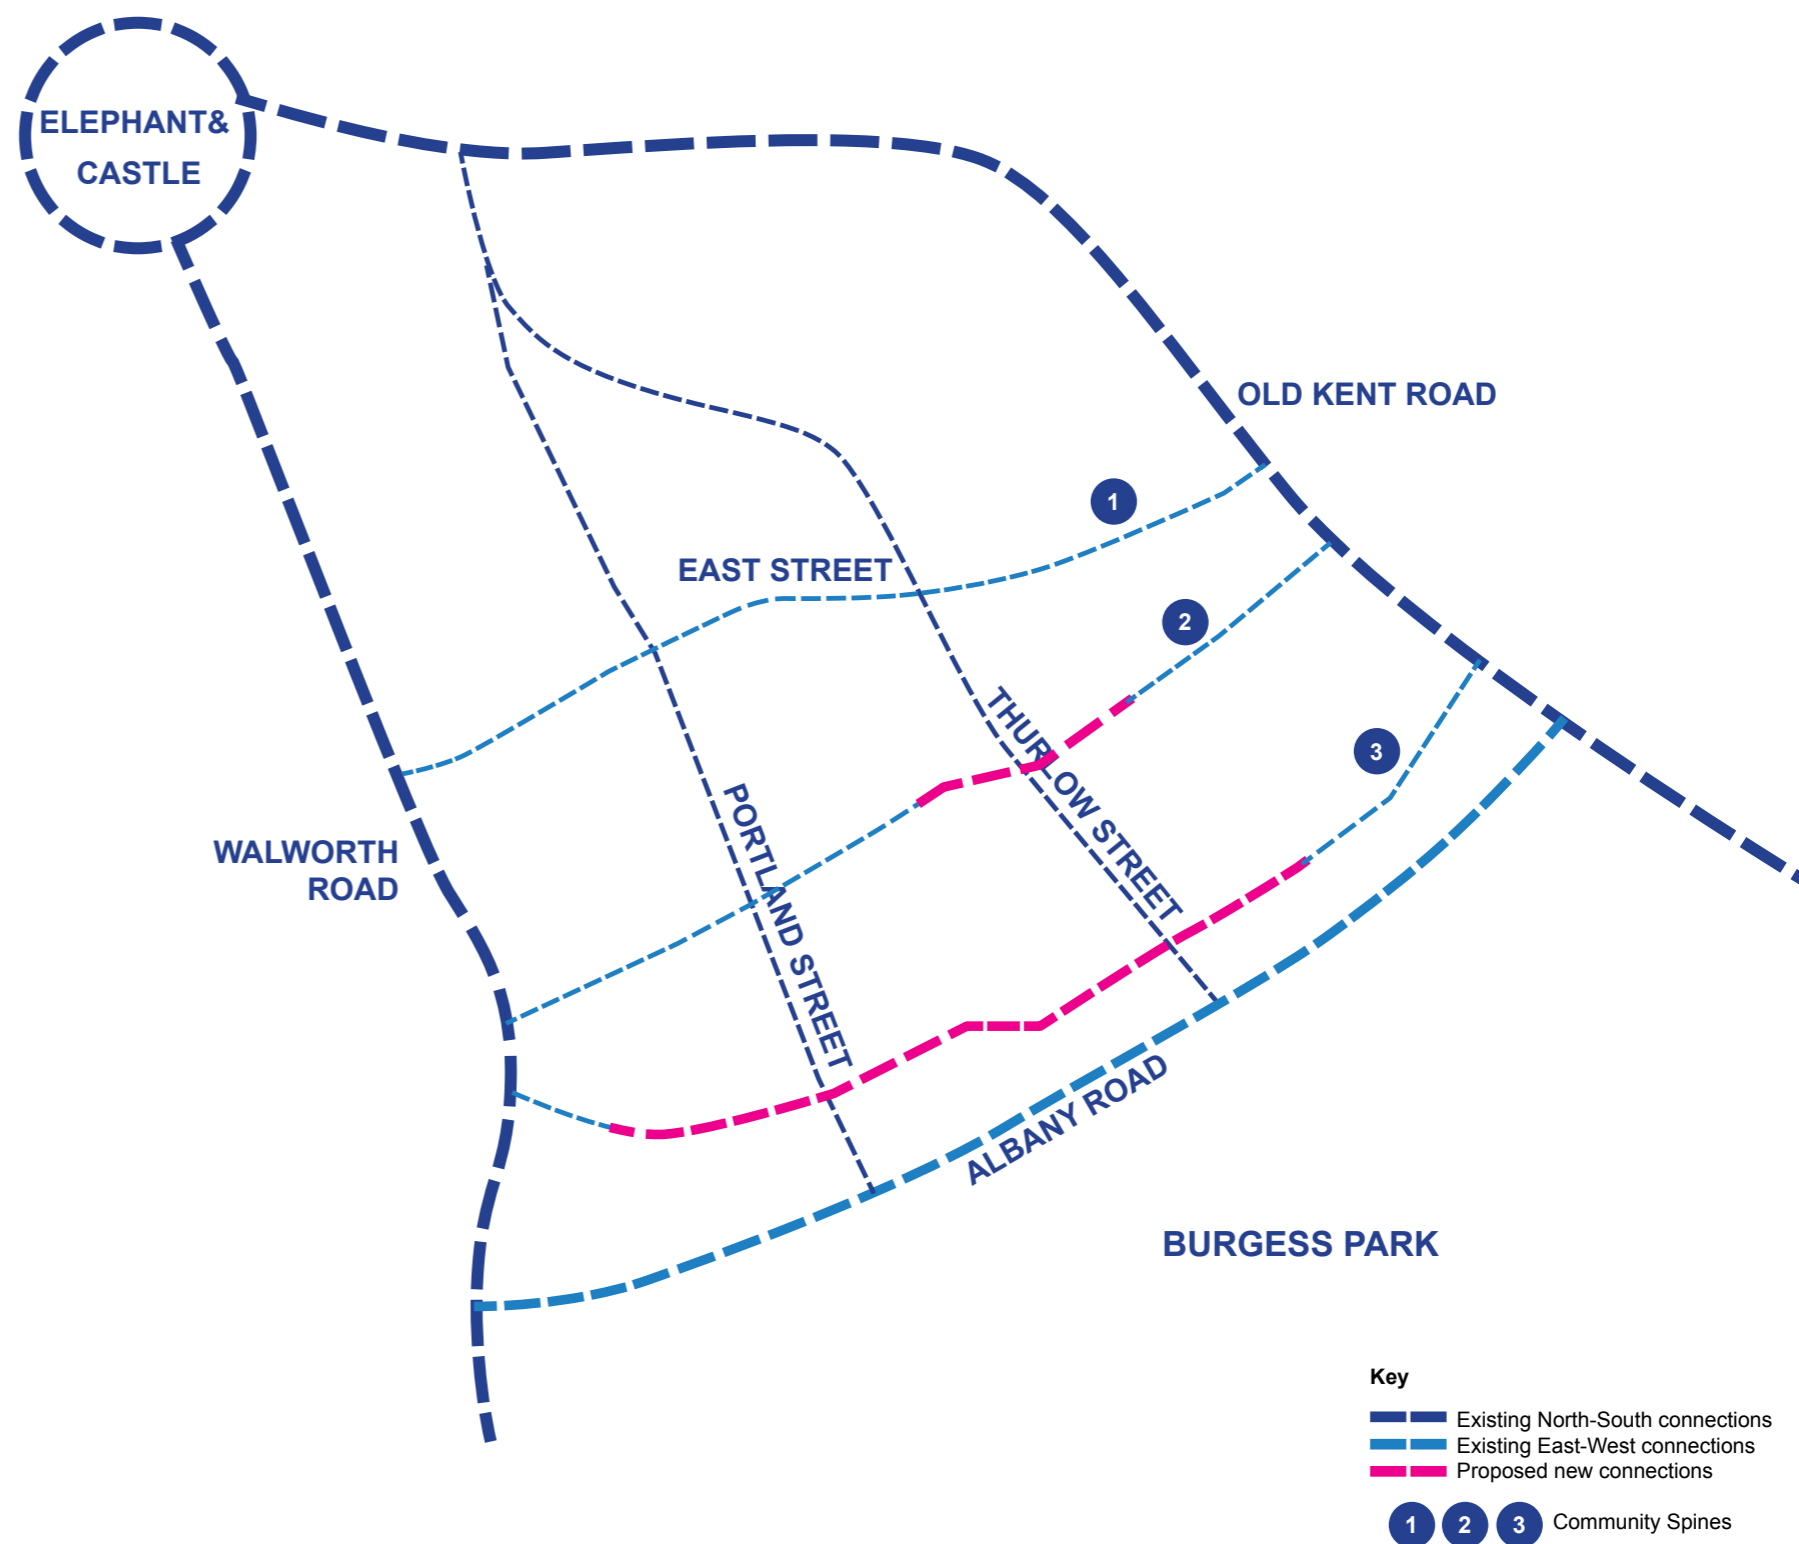 ELEPHANT&
CASTLE
OLD KENT ROAD
1
EAST STREET
2
THURLOW STREET
3
PORTLAND STREET
WALWORTH
ROAD
ALBANY ROAD
BURGESS PARK
Key
Existing North-South connections
Existing East-West connections
Proposed new connections
1 2 3 Community Spines